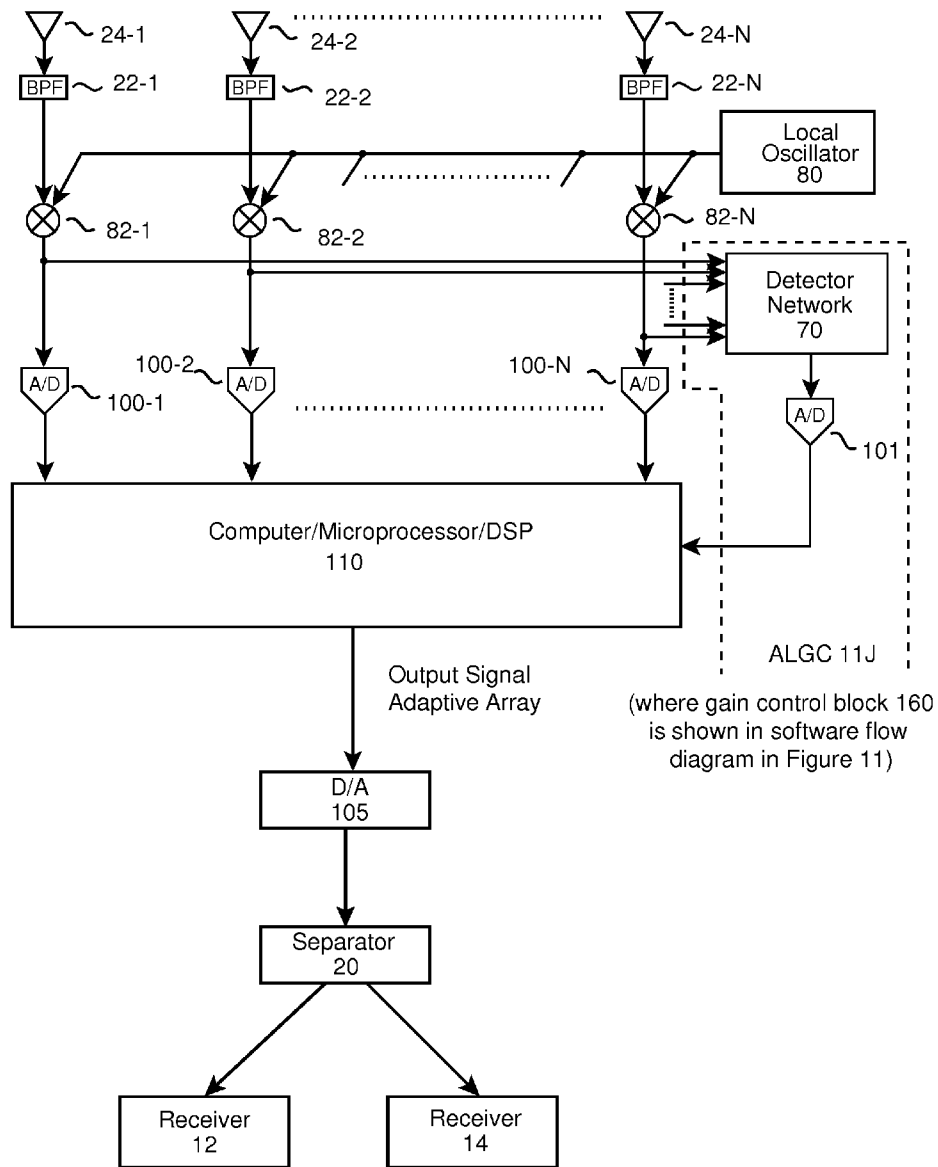 24-1
24-2
24-N
BPF
22-1
BPF
22-2
BPF
22-N
Local
Oscillator
80
82-1
82-2
82-N
Detector
Network
70
A/D
100-1
100-2
A/D
100-N
A/D
A/D
101
Computer/Microprocessor/DSP
110
ALGC 11J
(where gain control block 160
is shown in software flow
diagram in Figure 11)
Output Signal
Adaptive Array
D/A
105
Separator
20
Receiver
12
Receiver
14